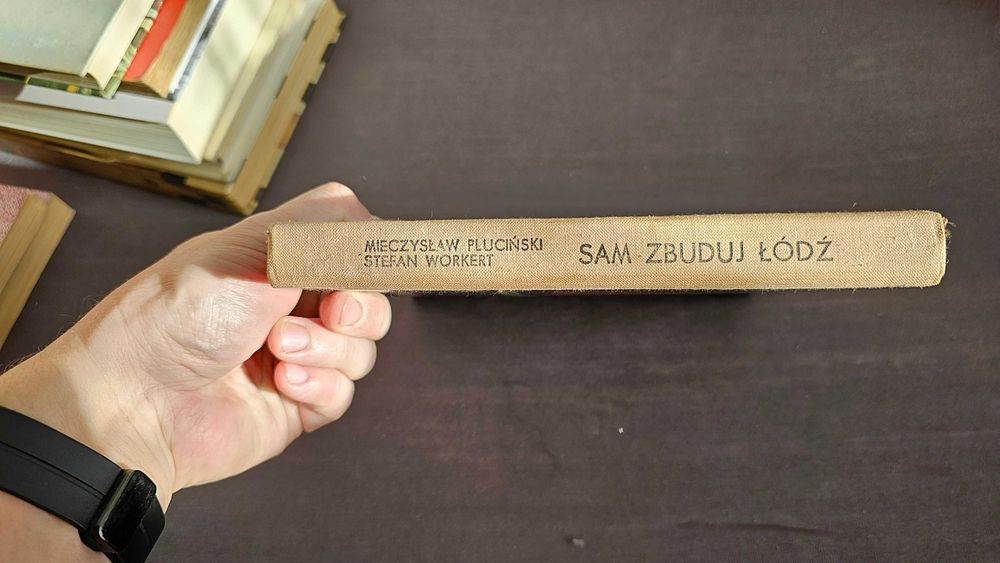 MIECZYSŁAW PLUCIŃSKI
STEFAN WORKERT
SAM ZBUDUJ ŁÓDŹ